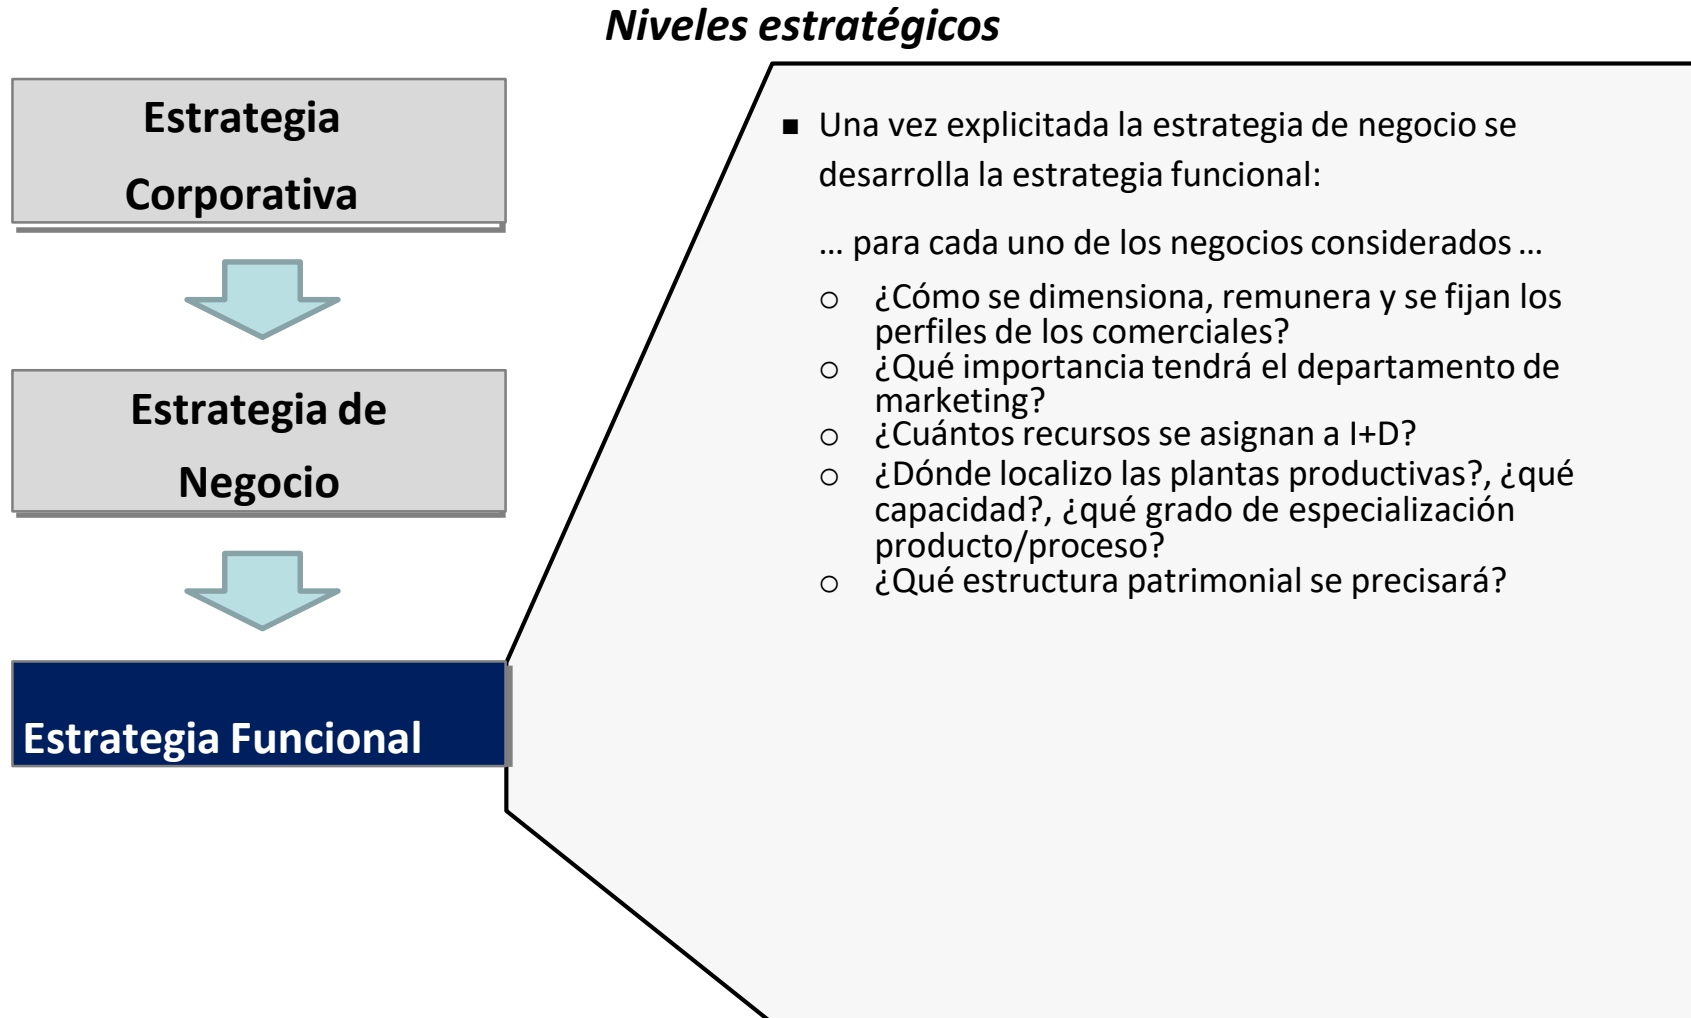 Niveles estratégicos
Estrategia
Corporativa
Estrategia de
Negocio
Estrategia Funcional
■ Una vez explicitada la estrategia de negocio se
desarrolla la estrategia funcional:
… para cada uno de los negocios considerados …
o ¿Cómo se dimensiona, remunera y se fijan los
perfiles de los comerciales?
o ¿Qué importancia tendrá el departamento de
marketing?
o ¿Cuántos recursos se asignan a I+D?
o ¿Dónde localizo las plantas productivas?, ¿qué
capacidad?, ¿qué grado de especialización
producto/proceso?
o ¿Qué estructura patrimonial se precisará?